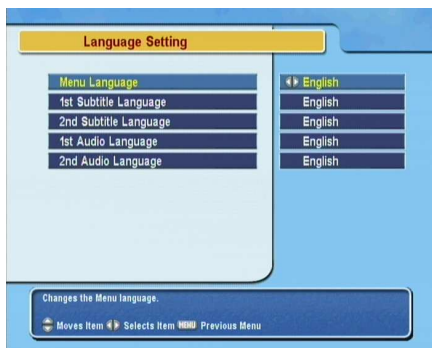 Language Setting
Menu Language English
1st Subtitle Language English
2nd Subtitle Language English
1st Audio Language English
2nd Audio Language English
Changes the Menu language.
Moves Item Selects Item MENU Previous Menu